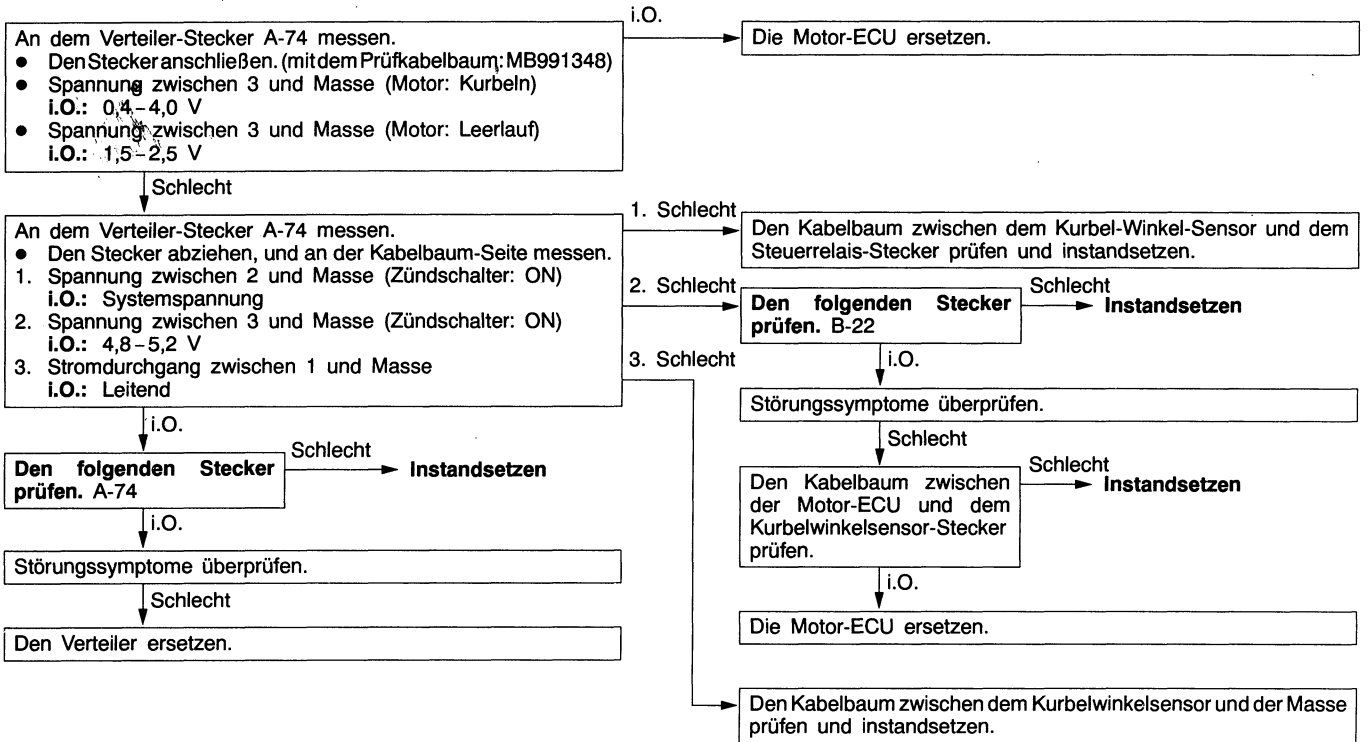 i.O.
An dem Verteiler-Stecker A-74 messen.
● Den Stecker anschließen. (mit dem Prüfkabelbaum: MB991348)
● Spannung zwischen 3 und Masse (Motor: Kurbeln)
i.O.: 0,4–4,0 V
● Spannung zwischen 3 und Masse (Motor: Leerlauf)
i.O.: 1,5–2,5 V
Die Motor-ECU ersetzen.
Schlecht
An dem Verteiler-Stecker A-74 messen.
● Den Stecker abziehen, und an der Kabelbaum-Seite messen.
1. Spannung zwischen 2 und Masse (Zündschalter: ON)
i.O.: Systemspannung
2. Spannung zwischen 3 und Masse (Zündschalter: ON)
i.O.: 4,8–5,2 V
3. Stromdurchgang zwischen 1 und Masse
i.O.: Leitend
1. Schlecht
Den Kabelbaum zwischen dem Kurbel-Winkel-Sensor und dem
Steuerrelais-Stecker prüfen und instandsetzen.
2. Schlecht
Den folgenden Stecker
prüfen. B-22
Schlecht
Instandsetzen
i.O.
Störungssymptome überprüfen.
Schlecht
Den Kabelbaum zwischen
der Motor-ECU und dem
Kurbelwinkelsensor-Stecker
prüfen.
Schlecht
Instandsetzen
i.O.
Die Motor-ECU ersetzen.
3. Schlecht
Den Kabelbaum zwischen dem Kurbelwinkelsensor und der Masse
prüfen und instandsetzen.
i.O.
Den folgenden Stecker
prüfen. A-74
Schlecht
Instandsetzen
i.O.
Störungssymptome überprüfen.
Schlecht
Den Verteiler ersetzen.